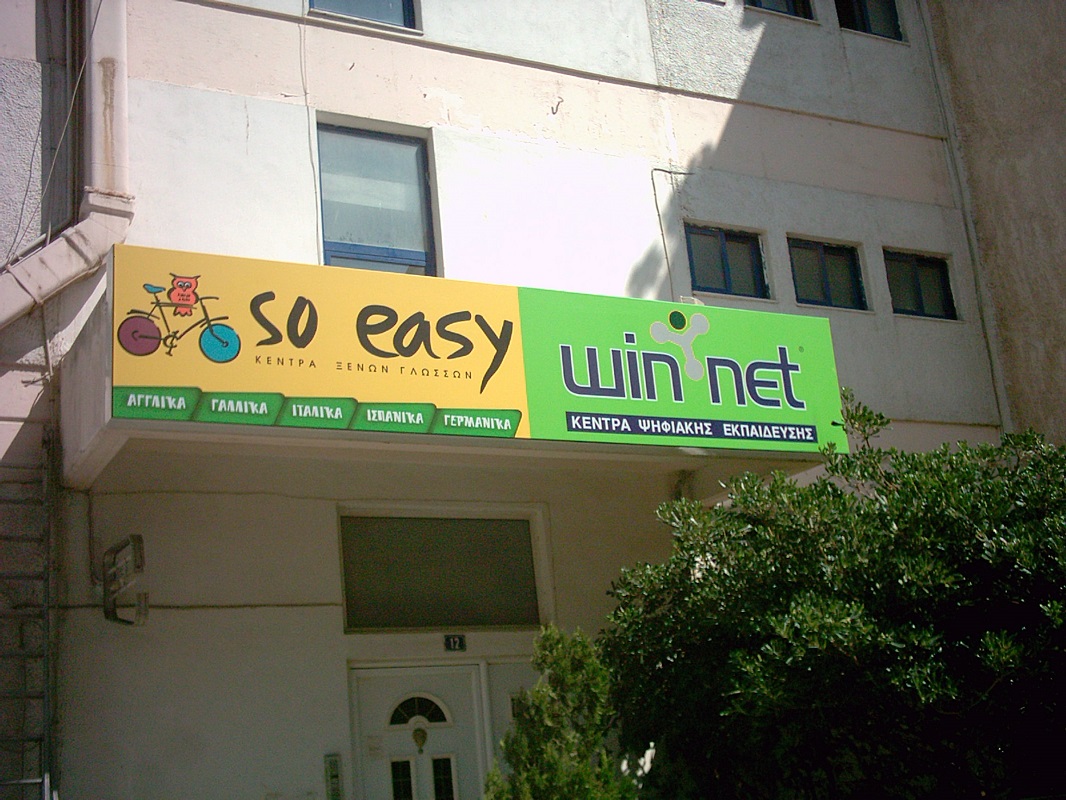 so easy
ΚΕΝΤΡΑ ΞΕΝΩΝ ΓΛΩΣΣΩΝ
ΑΓΓΛΙΚΑ ΓΑΛΛΙΚΑ ΙΤΑΛΙΚΑ ΙΣΠΑΝΙΚΑ ΓΕΡΜΑΝΙΚΑ
win net
ΚΕΝΤΡΑ ΨΗΦΙΑΚΗΣ ΕΚΠΑΙΔΕΥΣΗΣ
12